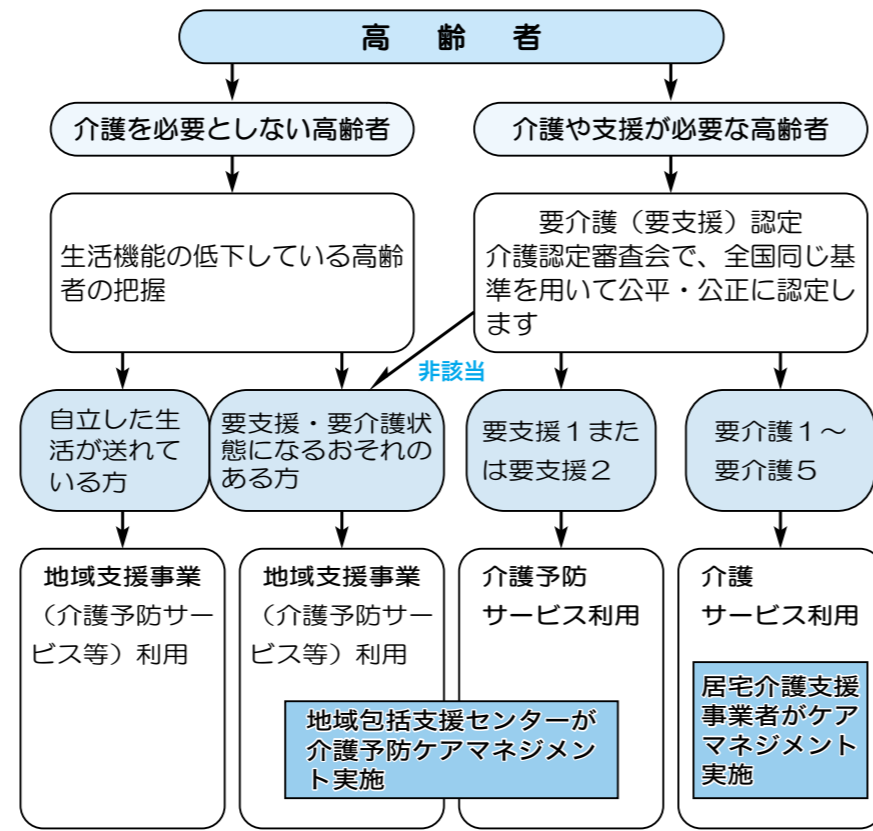 高齢者
介護を必要としない高齢者
介護や支援が必要な高齢者
生活機能の低下している高齢
者の把握
要介護（要支援）認定
介護認定審査会で、全国同じ基
準を用いて公平・公正に認定し
ます
非該当
自立した生
活が送れて
いる方
要支援・要介護状
態になるおそれの
ある方
要支援１また
は要支援２
要介護１～
要介護５
地域支援事業
（介護予防サー
ビス等）利用
地域支援事業
（介護予防サー
ビス等）利用
介護予防
サービス利用
介護
サービス利用
地域包括支援センターが
介護予防ケアマネジメン
ト実施
居宅介護支援
事業者がケア
マネジメント
実施